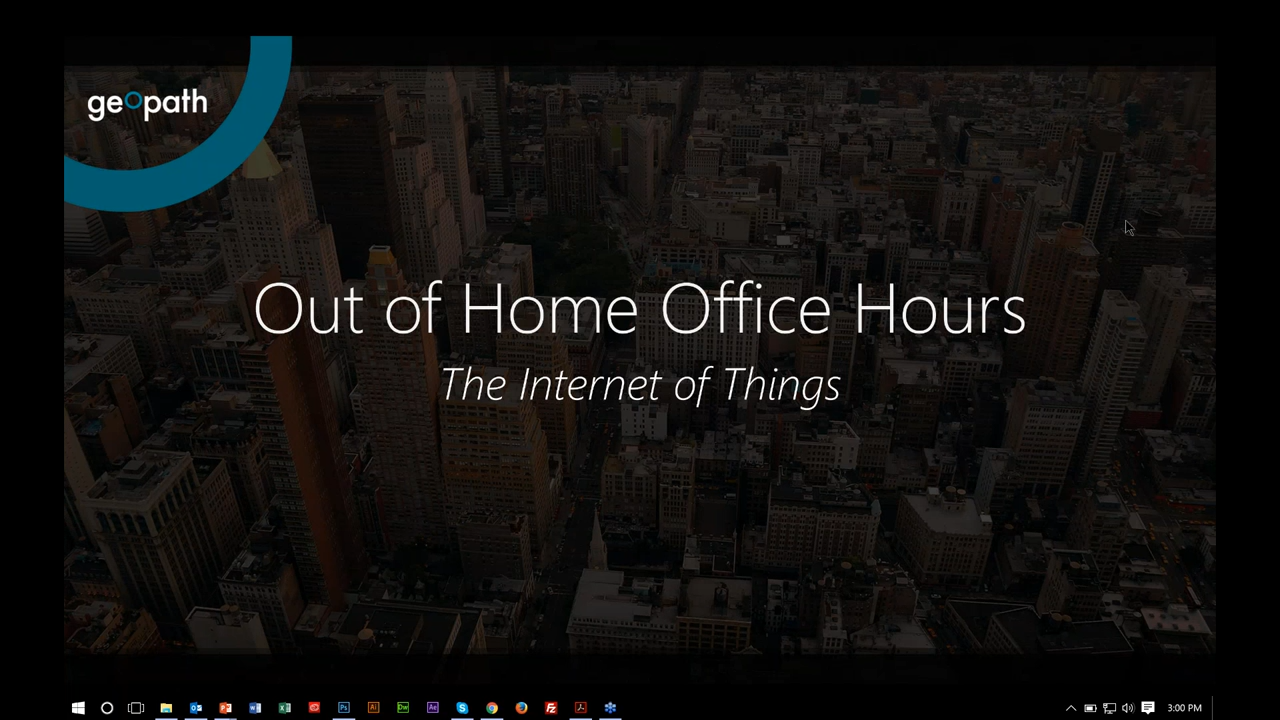 geopath
Out of Home Office Hours
The Internet of Things
3:00 PM